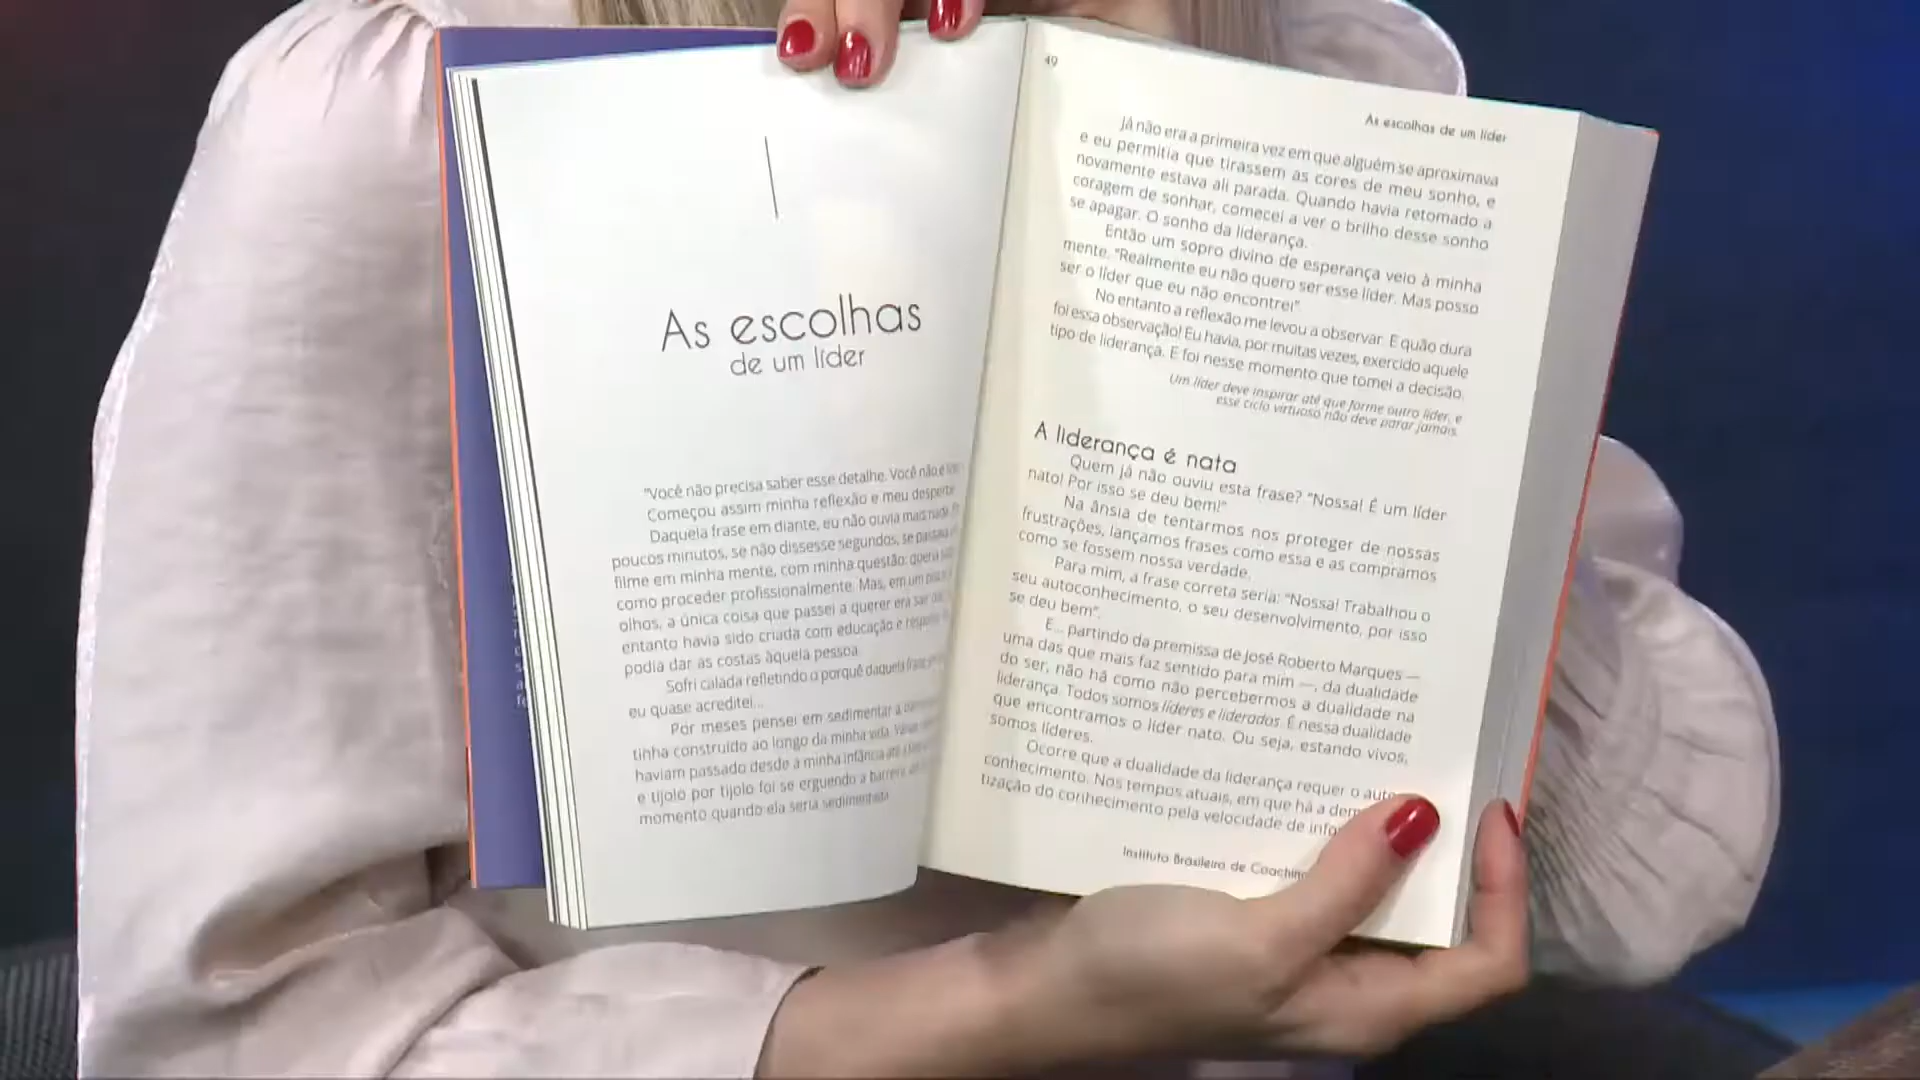 As escolhas
de um líder
"Você não precisa saber esse detalhe. Você não é
Começou assim minha reflexão e meu desperta
Daquela frase em diante, eu não ouvia mais nada.
poucos minutos, se não dissesse segundos, se passou
filme em minha mente, com minha questão: queria
como proceder profissionalmente. Mas, em um
olhos, a única coisa que passei a querer era sair
entanto havia sido criada com educação e
podia dar as costas àquela pessoa.
Sofri calada refletindo o porquê daquela frase
eu quase acreditei...
Por meses pensei em sedimentar a
tinha construído ao longo da minha vida.
haviam passado desde a minha infância até
e tijolo por tijolo foi se erguendo a barreira
momento quando ela seria sedimentada
49
As escolhas de um líder
Já não era a primeira vez em que alguém se aproximava
e eu permitia que tirassem as cores de meu sonho, e
novamente estava ali parada. Quando havia retomado a
coragem de sonhar, comecei a ver o brilho desse sonho
se apagar. O sonho da liderança.
Então um sopro divino de esperança veio à minha
mente. "Realmente eu não quero ser esse líder. Mas posso
ser o líder que eu não encontrei"
No entanto a reflexão me levou a observar. E quão dura
foi essa observação! Eu havia, por muitas vezes, exercido aquele
tipo de liderança. E foi nesse momento que tomei a decisão.
Um líder deve inspirar até que forme outro líder, e
esse ciclo virtuoso não deve parar jamais.
A liderança é nata
Quem já não ouviu esta frase? "Nossa! É um líder
nato! Por isso se deu bem!"
Na ânsia de tentarmos nos proteger de nossas
frustrações, lançamos frases como essa e as compramos
como se fossem nossa verdade.
Para mim, a frase correta seria: "Nossa! Trabalhou o
seu autoconhecimento, o seu desenvolvimento, por isso
se deu bem".
E... partindo da premissa de José Roberto Marques —
uma das que mais faz sentido para mim —, da dualidade
do ser, não há como não percebermos a dualidade na
liderança. Todos somos líderes e liderados. É nessa dualidade
que encontramos o líder nato. Ou seja, estando vivos,
somos líderes.
Ocorre que a dualidade da liderança requer o auto-
conhecimento. Nos tempos atuais, em que há a dem
tização do conhecimento pela velocidade de info
Instituto Brasileiro de Coaching